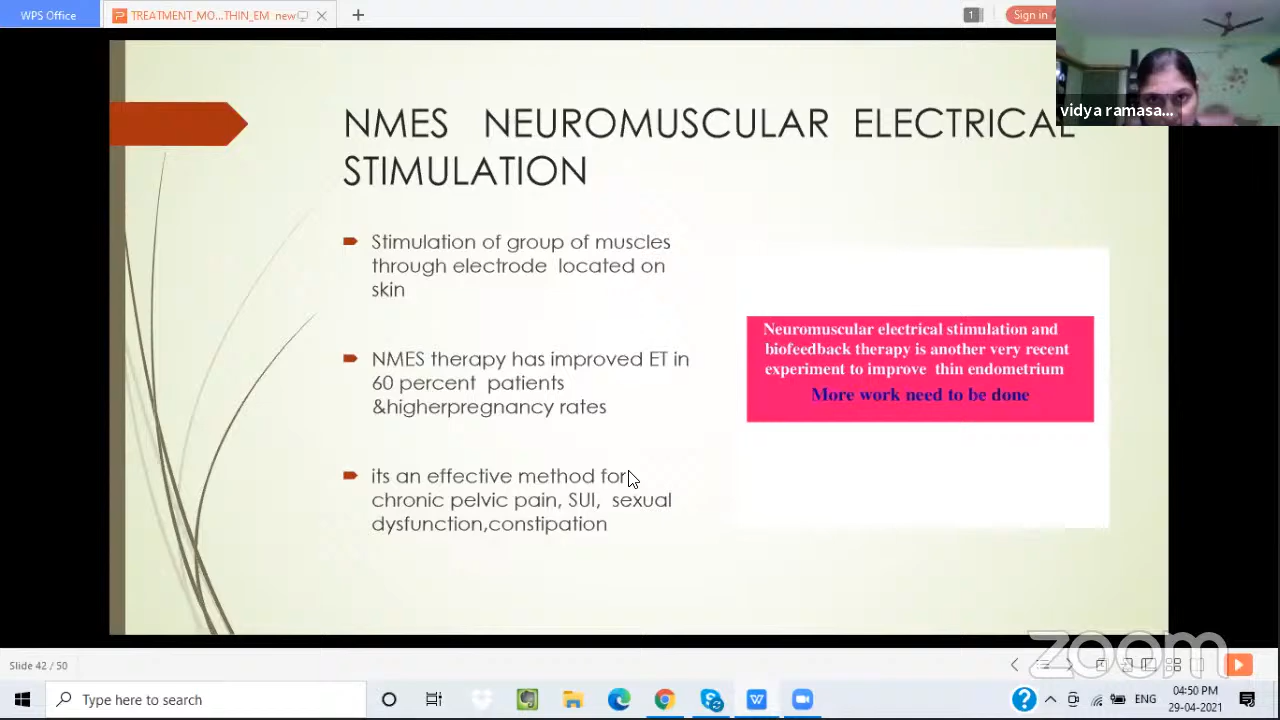 WPS Office
TREATMENT_MO...THIN_EM new
1
Sign in
vidya ramasa...
NMES NEUROMUSCULAR ELECTRICAL
STIMULATION
Stimulation of group of muscles
through electrode located on
skin
NMES therapy has improved ET in
60 percent patients
&higherpregnancy rates
its an effective method for
chronic pelvic pain, SUI, sexual
dysfunction,constipation
Neuromuscular electrical stimulation and
biofeedback therapy is another very recent
experiment to improve thin endometrium
More work need to be done
zoom
Slide 42 / 50
Type here to search
ENG
04:50 PM
29-04-2021